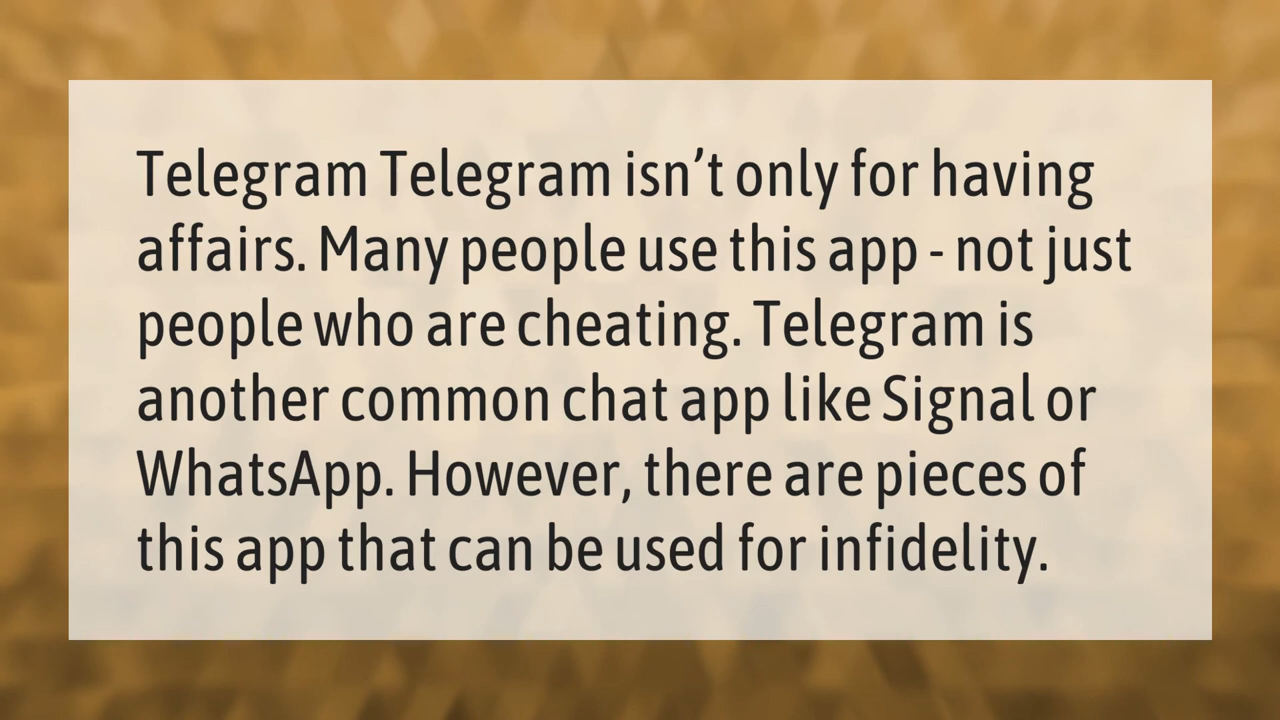 Telegram Telegram isn’t only for having
affairs. Many people use this app - not just
people who are cheating. Telegram is
another common chat app like Signal or
WhatsApp. However, there are pieces of
this app that can be used for infidelity.